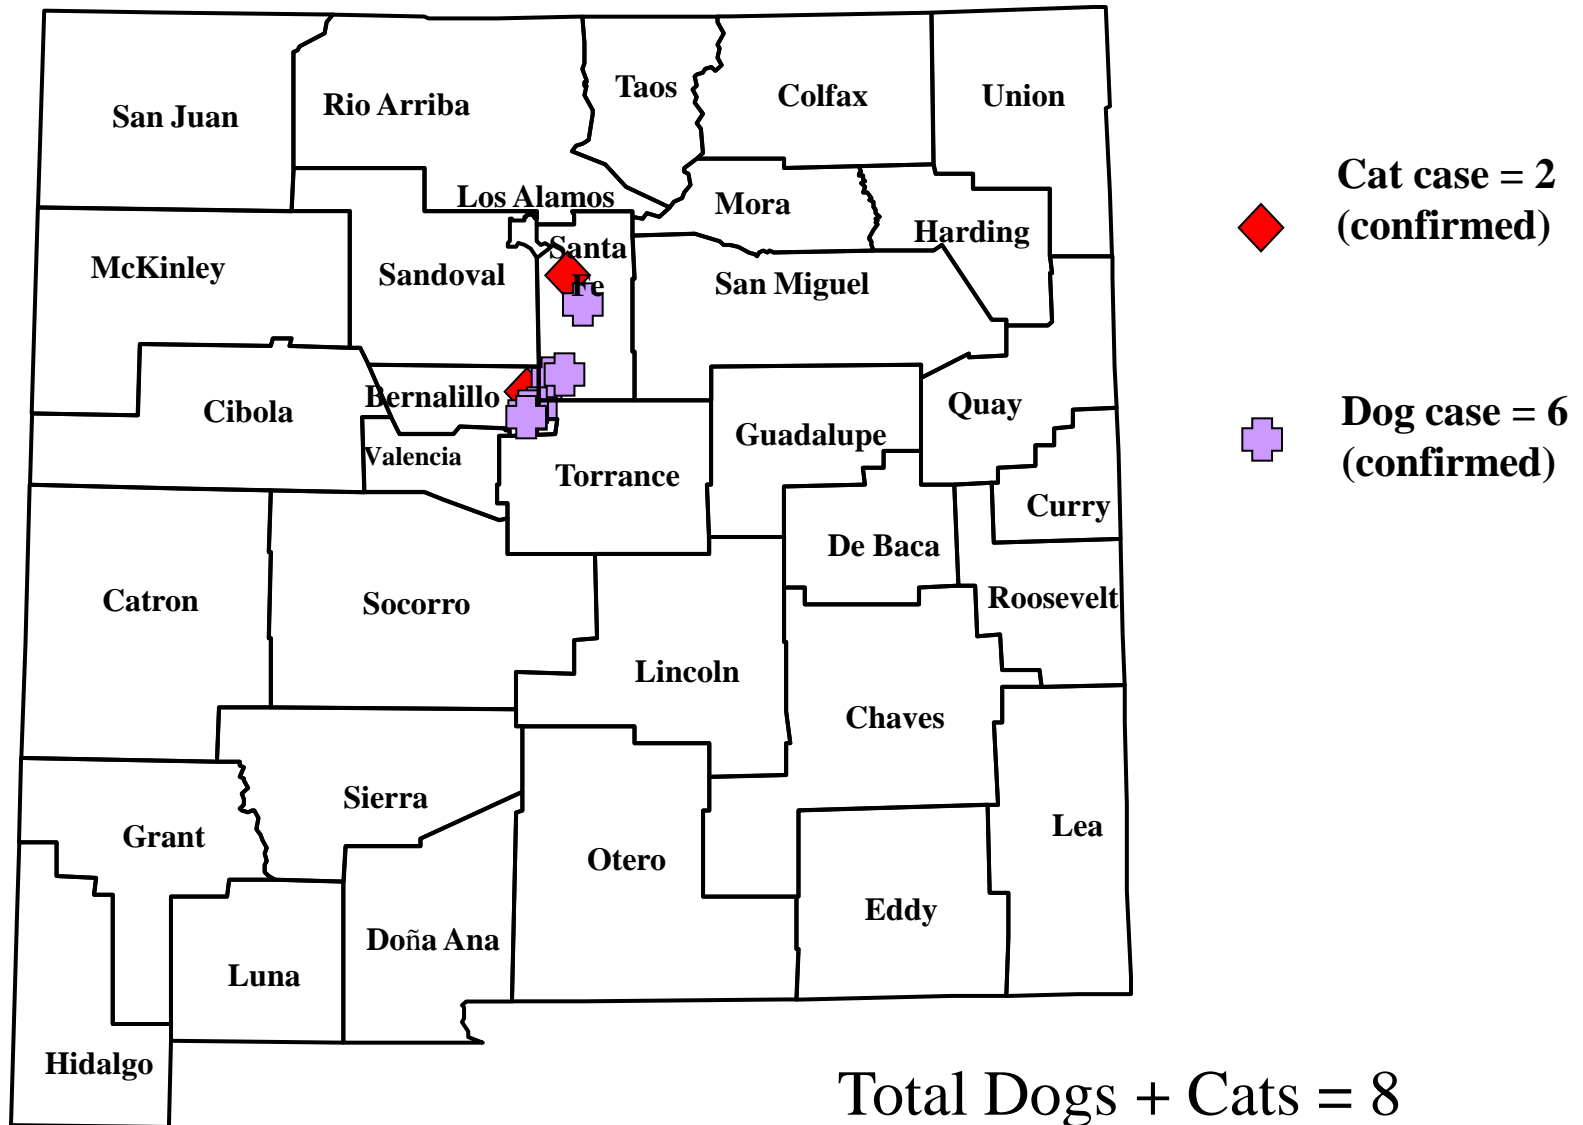 San Juan
Rio Arriba
Taos
Colfax
Union
Los Alamos
Mora
Harding
Santa
Fe
McKinley
Sandoval
San Miguel
Bernalillo
Cibola
Valencia
Torrance
Guadalupe
Quay
Curry
De Baca
Roosevelt
Catron
Socorro
Lincoln
Chaves
Sierra
Grant
Otero
Lea
Eddy
Doña Ana
Luna
Hidalgo
Cat case = 2
(confirmed)
Dog case = 6
(confirmed)
Total Dogs + Cats = 8